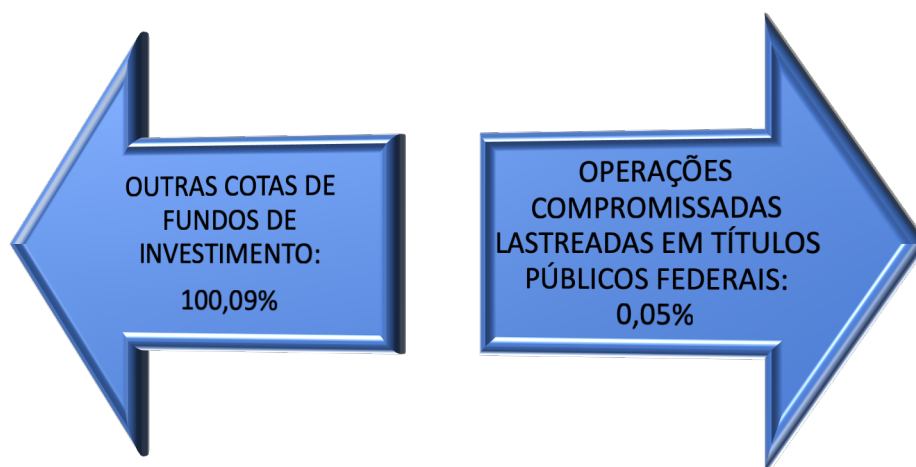 OUTRAS COTAS DE
FUNDOS DE
INVESTIMENTO:
100,09%
OPERAÇÕES
COMPROMISSADAS
LASTREADAS EM TÍTULOS
PÚBLICOS FEDERAIS:
0,05%